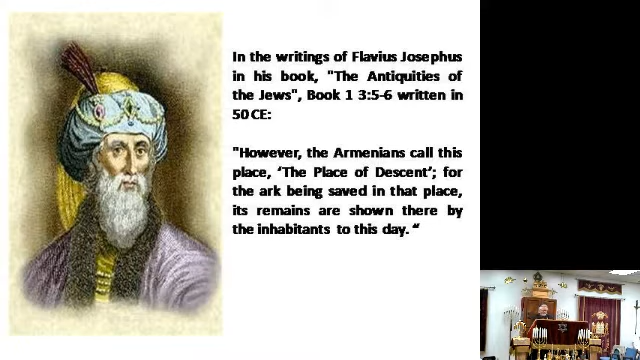 In the writings of Flavius Josephus
in his book, "The Antiquities of
the Jews", Book 1 3:5-6 written in
50 CE:
"However, the Armenians call this
place, ‘The Place of Descent’; for
the ark being saved in that place,
its remains are shown there by
the inhabitants to this day. “